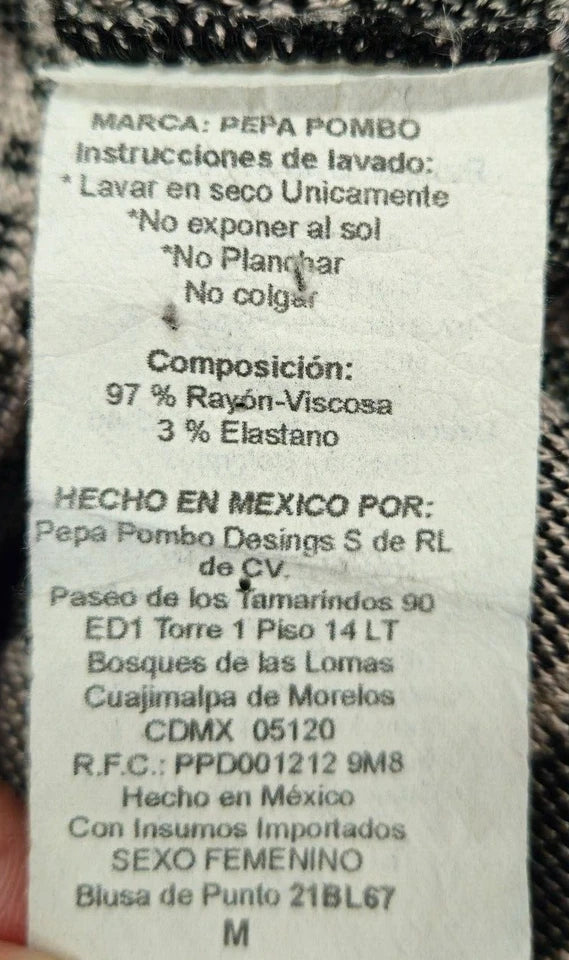 MARCA: PEPA POMBO
Instrucciones de lavado:
* Lavar en seco Unicamente
*No exponer al sol
*No Planchar
No colgar
Composición:
97 % Rayón-Viscosa
3 % Elastano
HECHO EN MEXICO POR:
Pepa Pombo Desings S de RL
de CV.
Paseo de los Tamarindos 90
ED1 Torre 1 Piso 14 LT
Bosques de las Lomas
Cuajimalpa de Morelos
CDMX 05120
R.F.C.: PPD001212 9M8
Hecho en México
Con Insumos Importados
SEXO FEMENINO
Blusa de Punto 21BL67
M